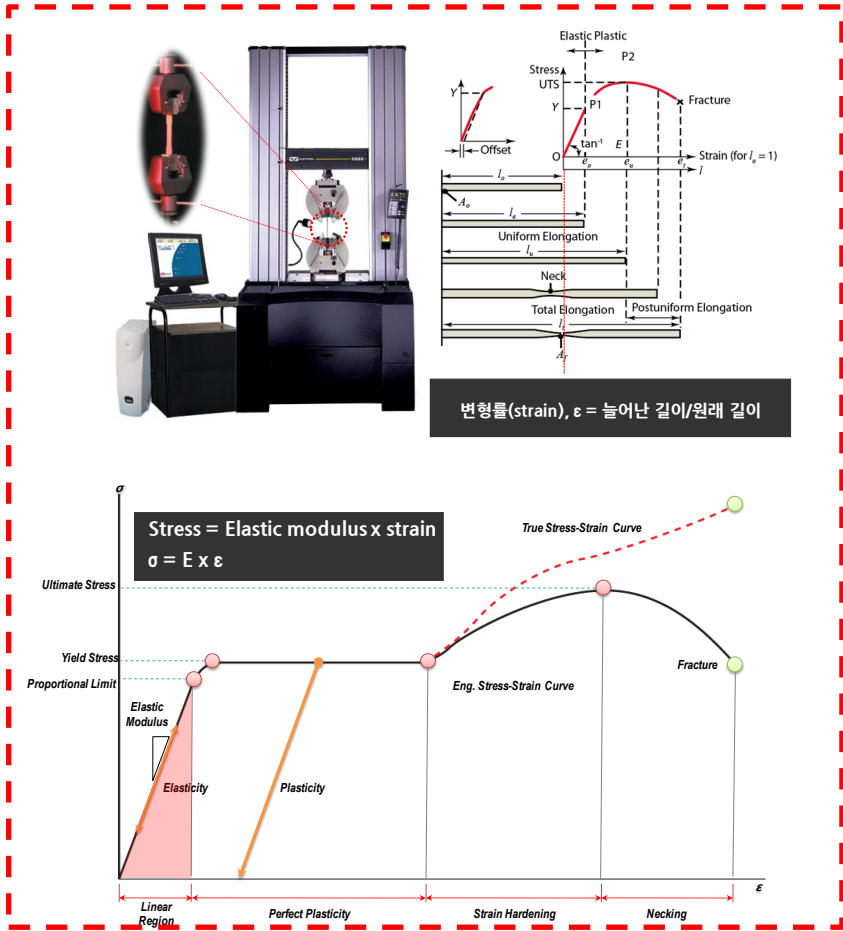 Elastic Plastic
P2
Stress
UTS
Y
P1
Fracture
Y
tan⁻¹
E
Offset
O
Strain (for lₒ = 1)
eₒ
eᵤ
l
lₒ
Aₒ
lₑ
Uniform Elongation
lᵤ
Neck
Total Elongation
Postuniform Elongation
변형률(strain), ε = 늘어난 길이/원래 길이
σ
Stress = Elastic modulus x strain
σ = E x ε
True Stress-Strain Curve
Ultimate Stress
Yield Stress
Proportional Limit
Fracture
Eng. Stress-Strain Curve
Elastic
Modulus
Elasticity
Plasticity
ε
Linear
Region
Perfect Plasticity
Strain Hardening
Necking